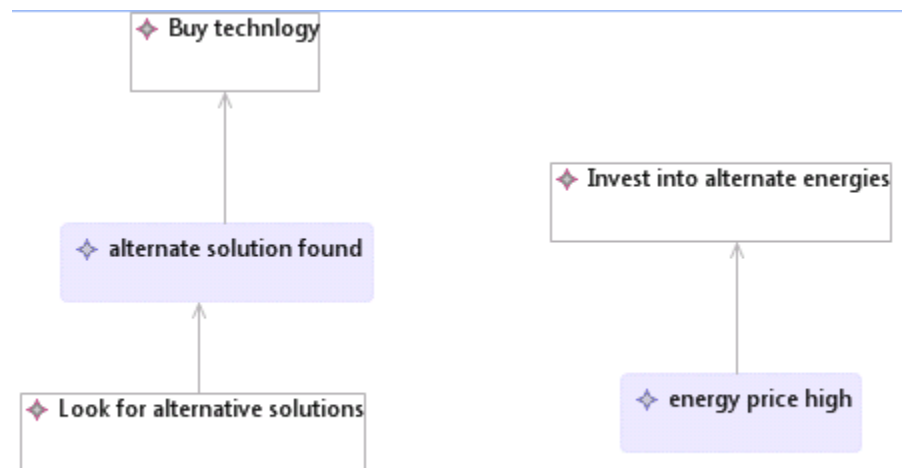 Buy technlogy
Invest into alternate energies
alternate solution found
energy price high
Look for alternative solutions